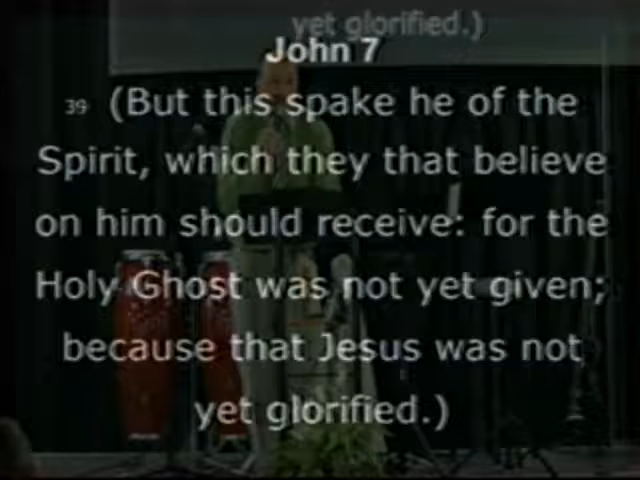 yet glorified.)
John 7
39 (But this spake he of the
Spirit, which they that believe
on him should receive: for the
Holy Ghost was not yet given;
because that Jesus was not
yet glorified.)